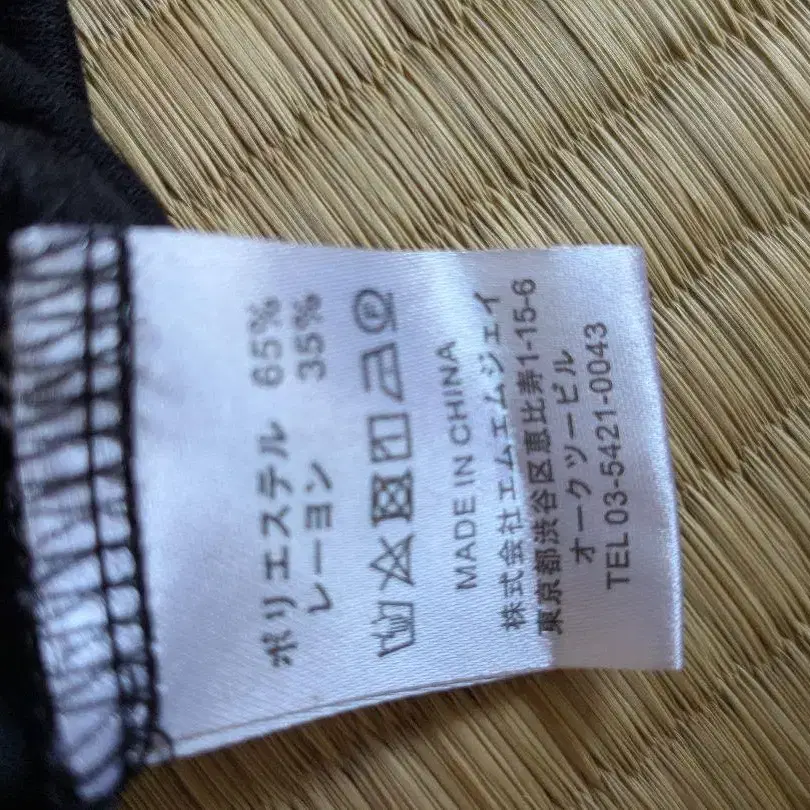 ポリエステル 65%
レーヨン 35%
MADE IN CHINA
株式会社エムエムジェイ
東京都渋谷区恵比寿1-15-6
オークツービル
TEL 03-5421-0043